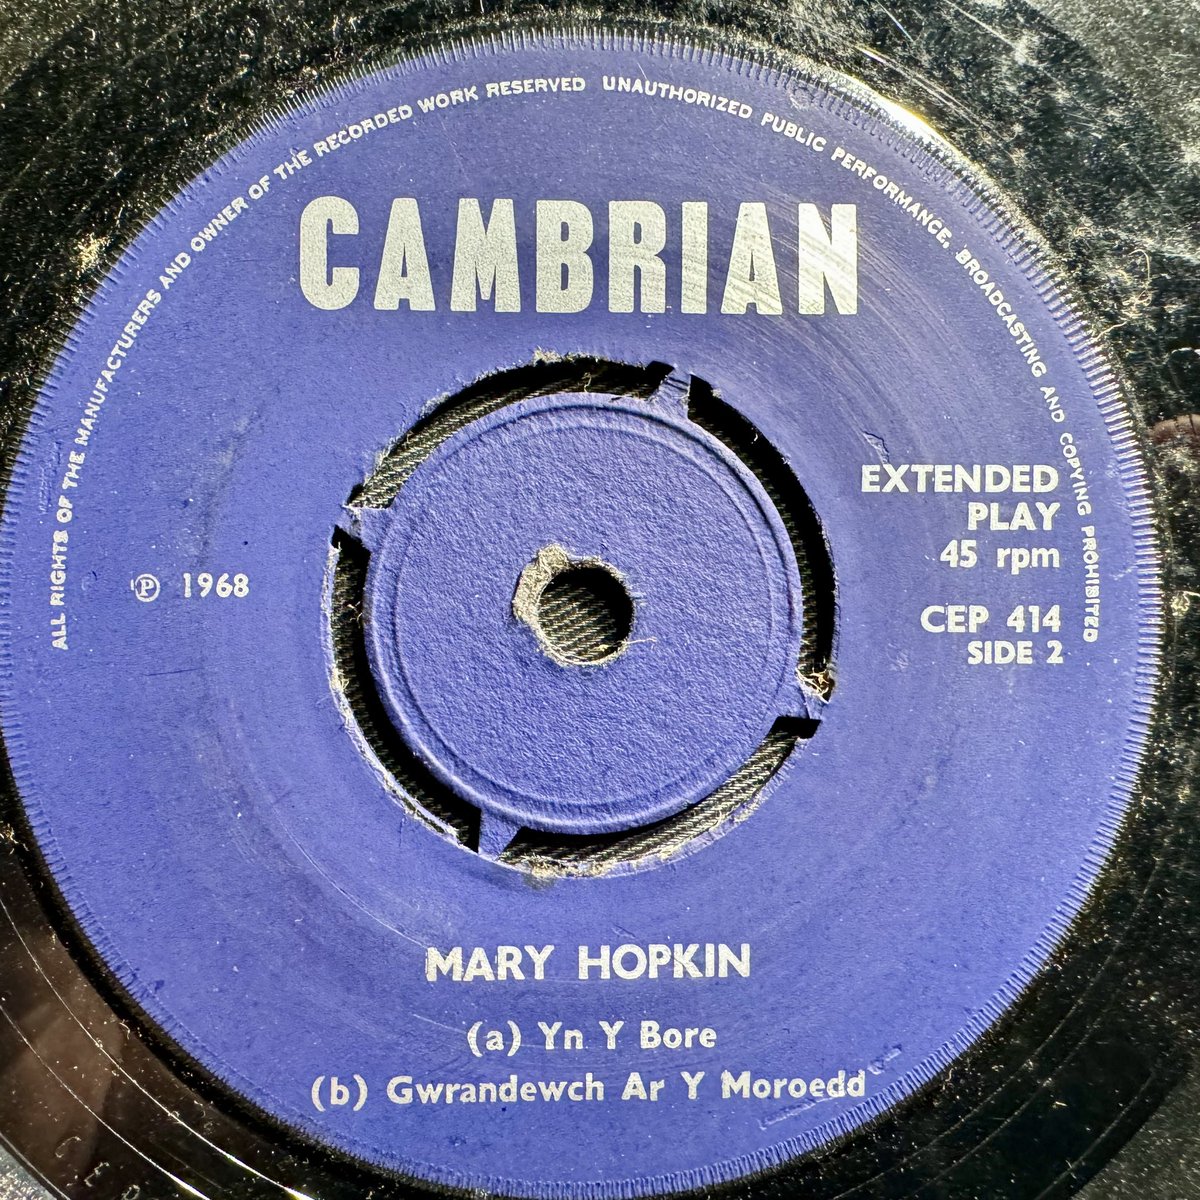 ALL RIGHTS OF THE MANUFACTURERS AND OWNER OF THE RECORDED WORK RESERVED UNAUTHORIZED PUBLIC PERFORMANCE, BROADCASTING AND COPYING PROHIBITED
CAMBRIAN
EXTENDED
PLAY
45 rpm
Ⓟ 1968
CEP 414
SIDE 2
MARY HOPKIN
(a) Yn Y Bore
(b) Gwrandewch Ar Y Moroedd